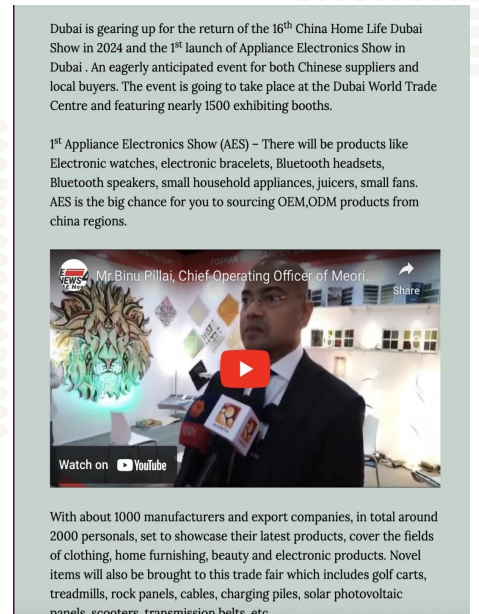 Dubai is gearing up for the return of the 16th China Home Life Dubai
Show in 2024 and the 1st launch of Appliance Electronics Show in
Dubai . An eagerly anticipated event for both Chinese suppliers and
local buyers. The event is going to take place at the Dubai World Trade
Centre and featuring nearly 1500 exhibiting booths.
1st Appliance Electronics Show (AES) – There will be products like
Electronic watches, electronic bracelets, Bluetooth headsets,
Bluetooth speakers, small household appliances, juicers, small fans.
AES is the big chance for you to sourcing OEM,ODM products from
china regions.
FOSHAN
NEWS
Mr.Binu Pillai, Chief Operating Officer of Meori...
Share
Watch on YouTube
With about 1000 manufacturers and export companies, in total around
2000 personals, set to showcase their latest products, cover the fields
of clothing, home furnishing, beauty and electronic products. Novel
items will also be brought to this trade fair which includes golf carts,
treadmills, rock panels, cables, charging piles, solar photovoltaic
panels, scooters, transmission belts, etc